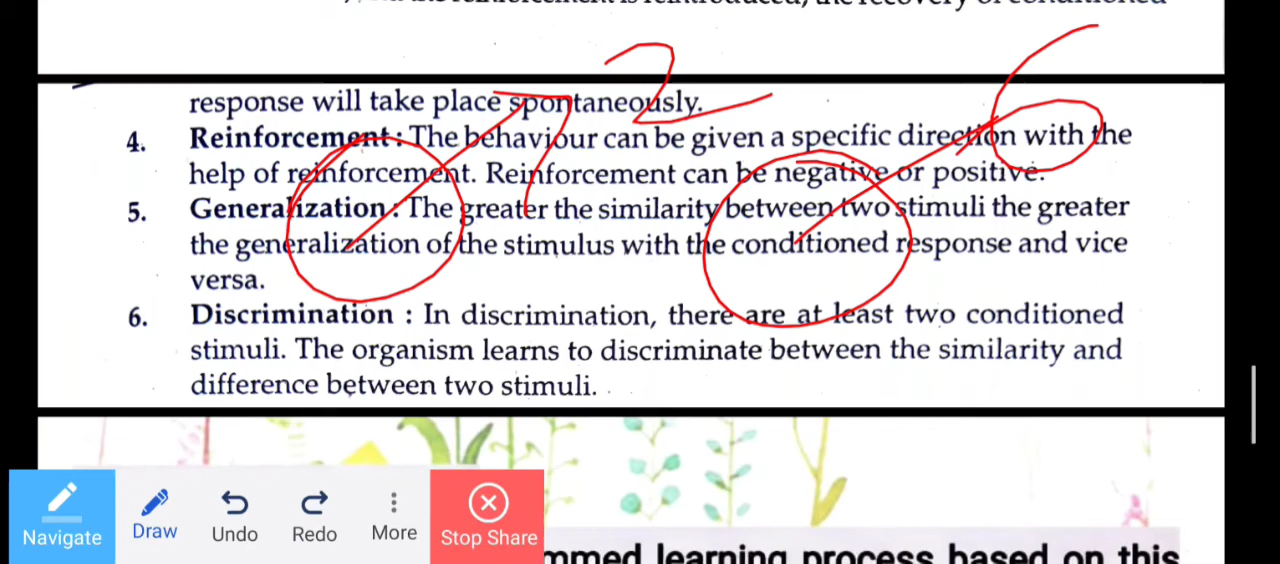 response will take place spontaneously.
4. Reinforcement : The behaviour can be given a specific direction with the
help of reinforcement. Reinforcement can be negative or positive.
5. Generalization : The greater the similarity between two stimuli the greater
the generalization of the stimulus with the conditioned response and vice
versa.
6. Discrimination : In discrimination, there are at least two conditioned
stimuli. The organism learns to discriminate between the similarity and
difference between two stimuli.
2
6
Navigate
Draw
Undo
Redo
More
Stop Share
learning process based on this